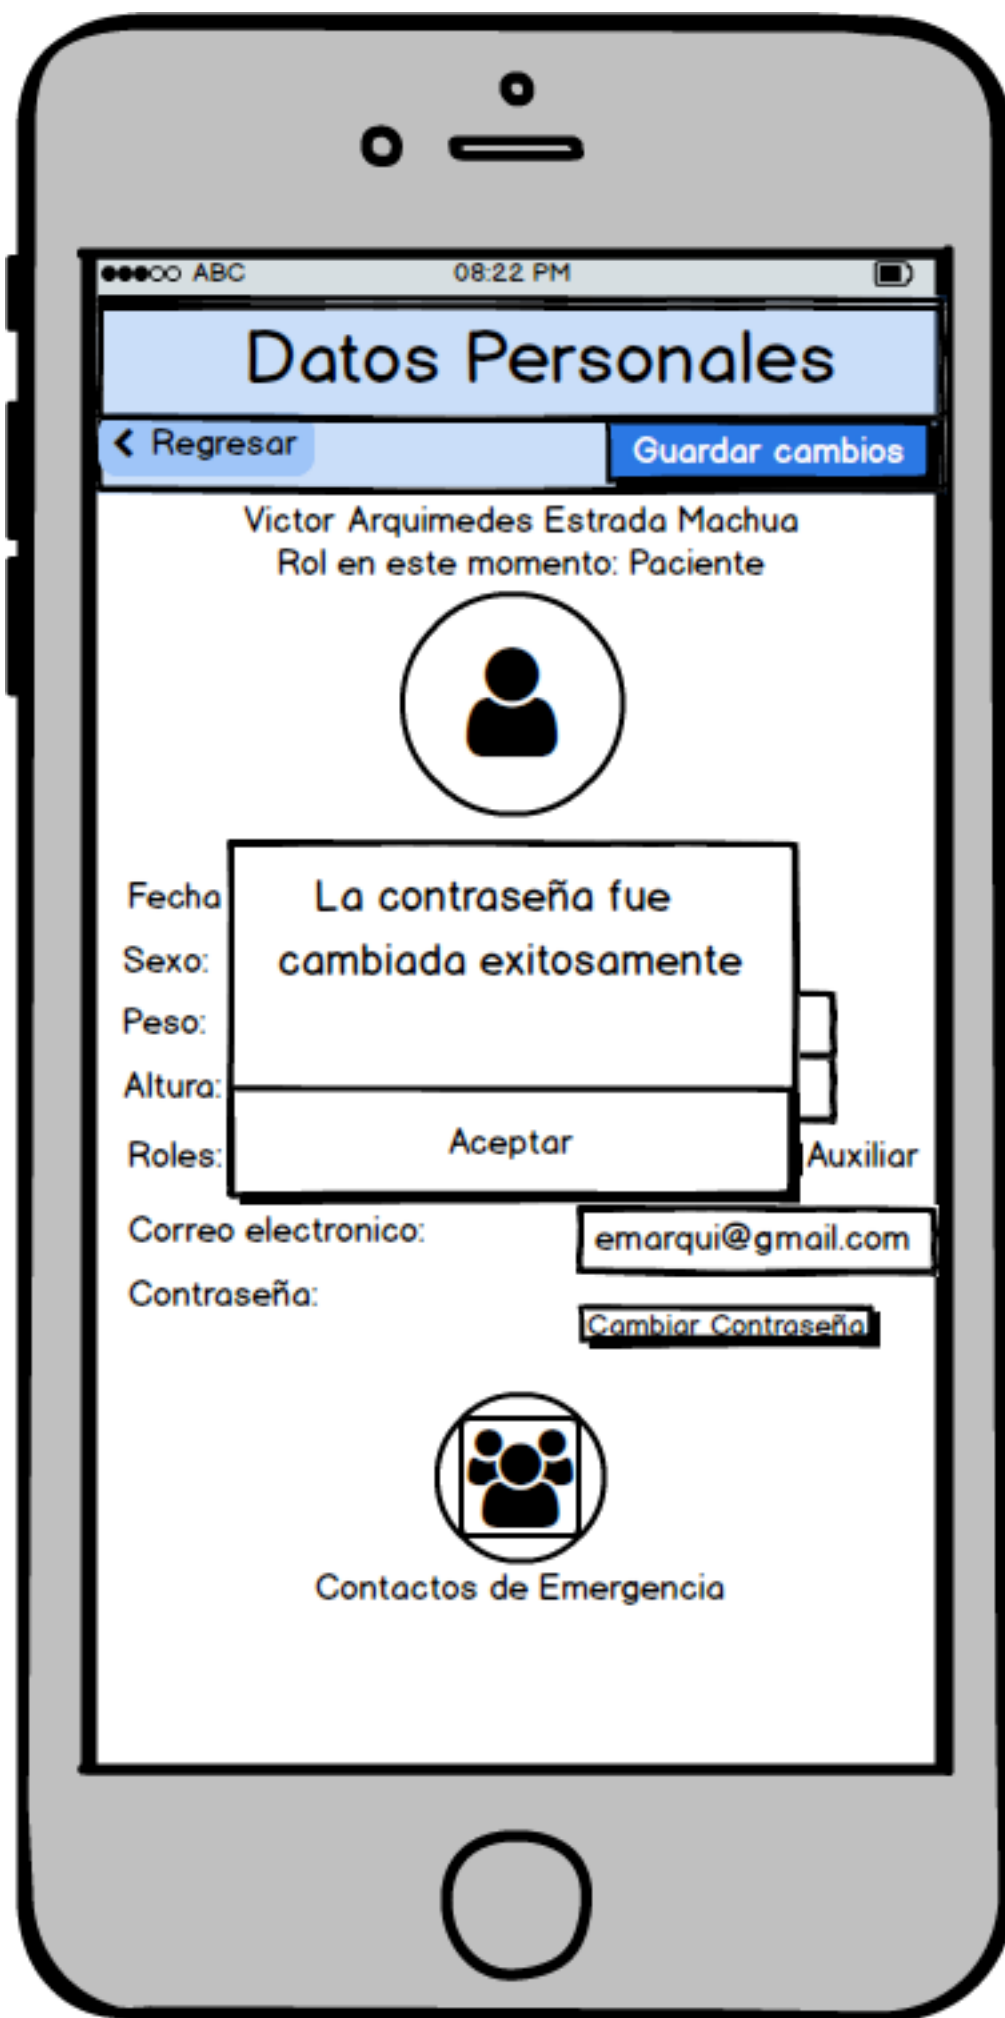 ABC 08:22 PM
Datos Personales
Regresar Guardar cambios
Victor Arquimedes Estrada Machua
Rol en este momento: Paciente
Fecha
La contraseña fue
cambiada exitosamente
Sexo:
Peso:
Altura:
Aceptar
Roles: Auxiliar
Correo electronico: emarqui@gmail.com
Contraseña:
Cambiar Contraseña
Contactos de Emergencia